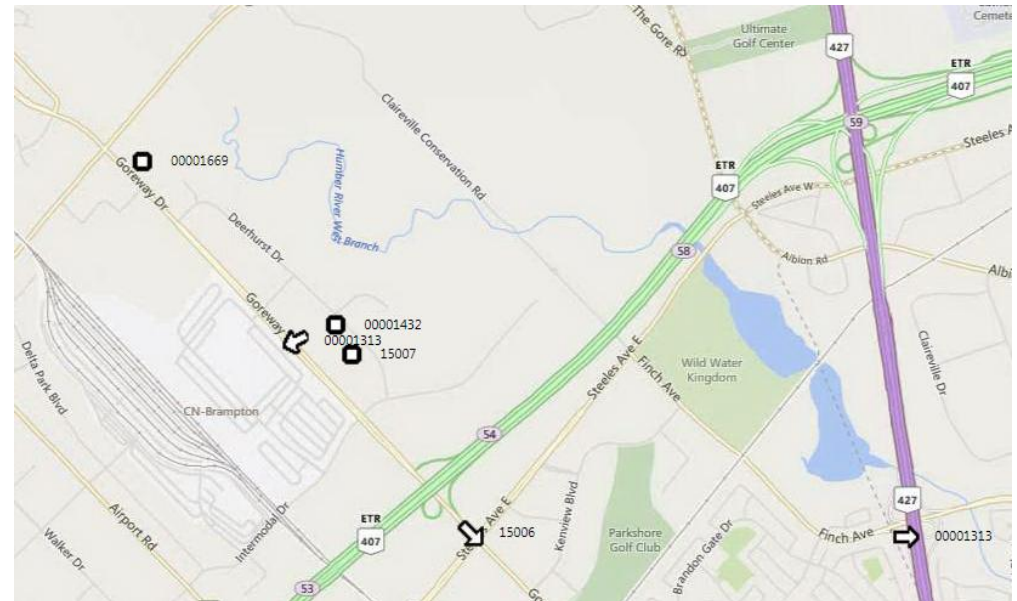 The Gore Rd
Ultimate
Golf Center
427
ETR
407
59
Steeles A
Claireville Conservation Rd
00001669
Goreway Dr
Humber River West Branch
ETR
407
Steeles Ave W
Deerhurst Dr
58
Albion Rd
Albi
Goreway
00001432
00001313
15007
Delta Park Blvd
CN-Brampton
Wild Water
Kingdom
Finch Ave
Steeles Ave E
Claireville Dr
54
427
Airport Rd
Intermodal Dr
ETR
407
Ave E
15006
Kenview Blvd
Parkshore
Golf Club
Brandon Gate Dr
Finch Ave
00001313
Walker Dr
53
Go